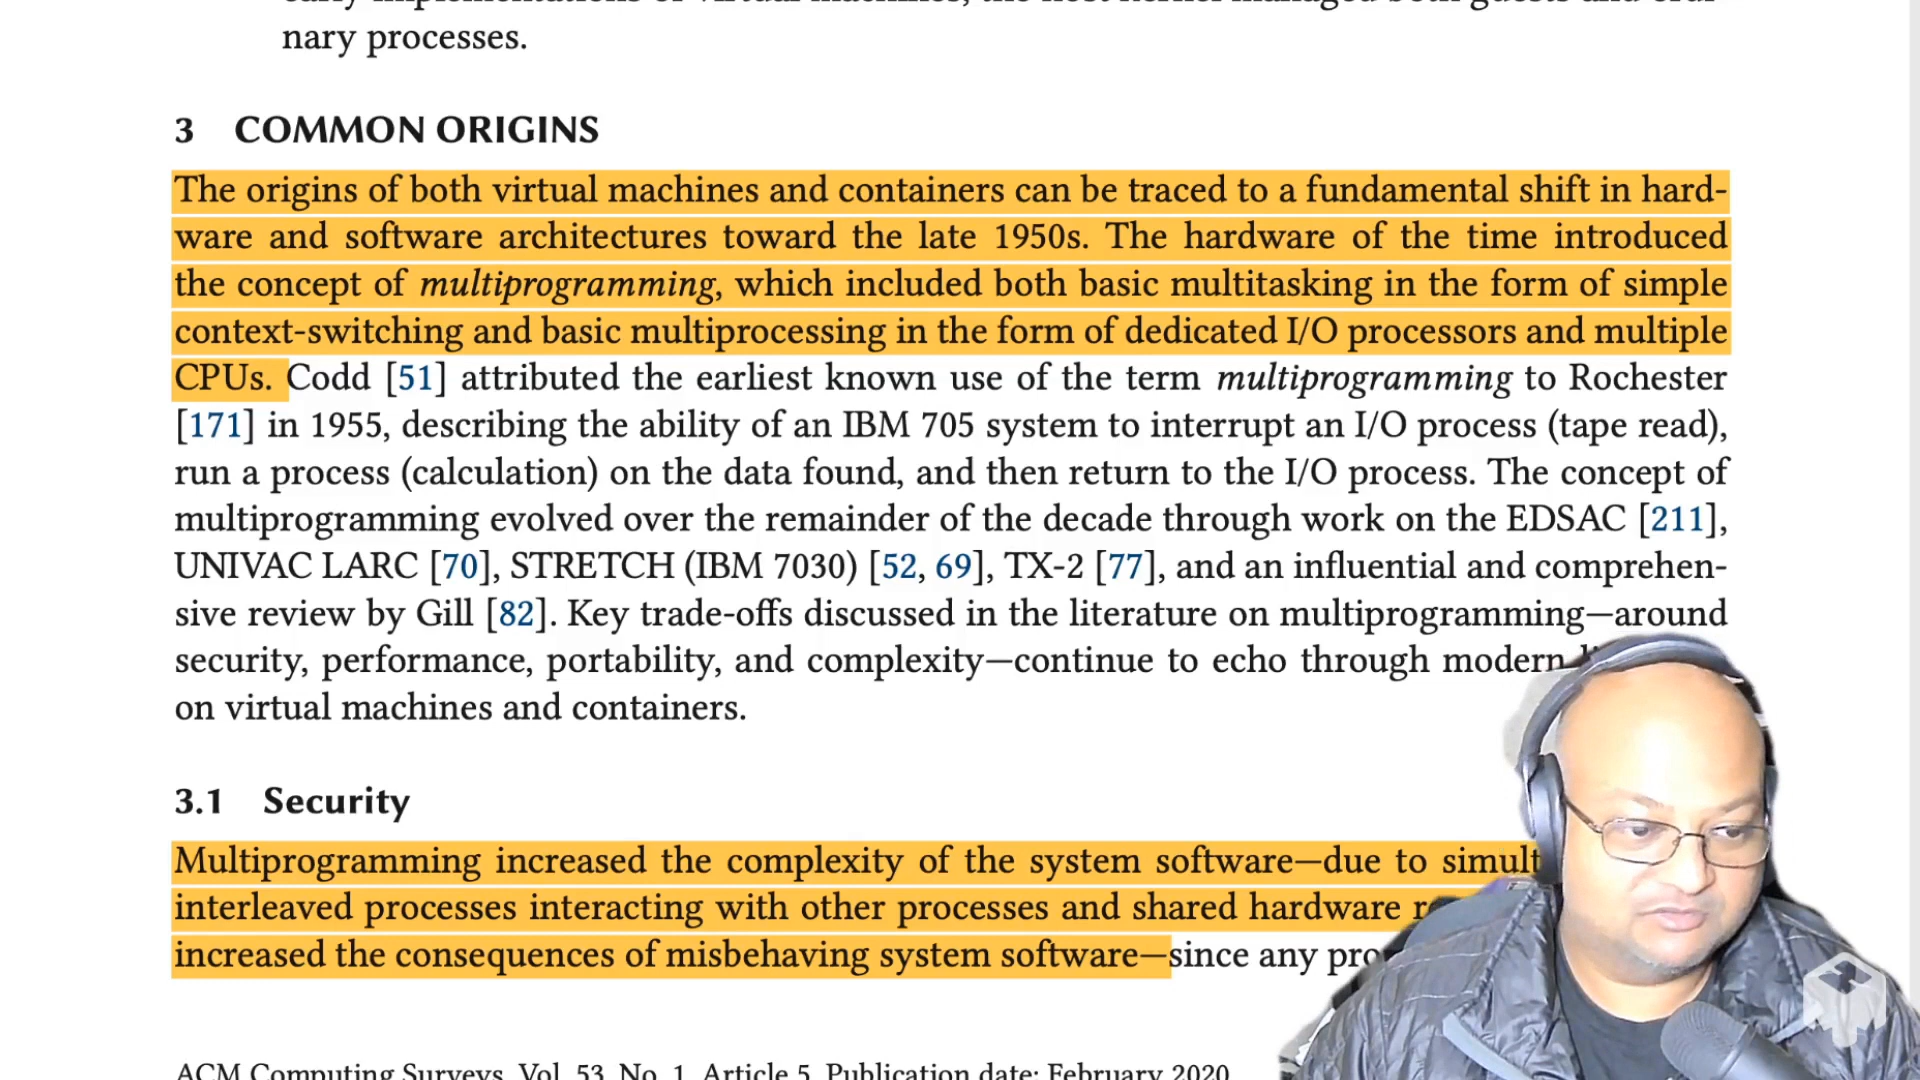 nary processes.
3 COMMON ORIGINS
The origins of both virtual machines and containers can be traced to a fundamental shift in hard-
ware and software architectures toward the late 1950s. The hardware of the time introduced
the concept of multiprogramming, which included both basic multitasking in the form of simple
context-switching and basic multiprocessing in the form of dedicated I/O processors and multiple
CPUs. Codd [51] attributed the earliest known use of the term multiprogramming to Rochester
[171] in 1955, describing the ability of an IBM 705 system to interrupt an I/O process (tape read),
run a process (calculation) on the data found, and then return to the I/O process. The concept of
multiprogramming evolved over the remainder of the decade through work on the EDSAC [211],
UNIVAC LARC [70], STRETCH (IBM 7030) [52, 69], TX-2 [77], and an influential and comprehen-
sive review by Gill [82]. Key trade-offs discussed in the literature on multiprogramming—around
security, performance, portability, and complexity—continue to echo through modern
on virtual machines and containers.
3.1 Security
Multiprogramming increased the complexity of the system software—due to
interleaved processes interacting with other processes and shared hardware
increased the consequences of misbehaving system software—since any
ACM Computing Surveys, Vol. 53, No. 1, Article 5. Publication date: February 2020.